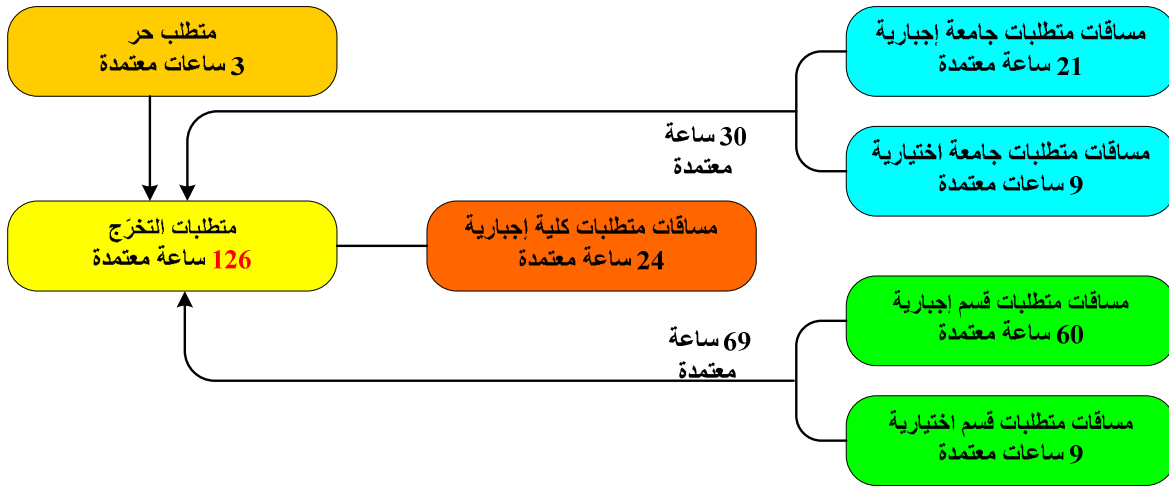 متطلب حر
3 ساعات معتمدة
مساقات متطلبات جامعة إجبارية
21 ساعة معتمدة
30 ساعة
معتمدة
مساقات متطلبات جامعة اختيارية
9 ساعات معتمدة
متطلبات التخرّج
126 ساعة معتمدة
مساقات متطلبات كلية إجبارية
24 ساعة معتمدة
مساقات متطلبات قسم إجبارية
60 ساعة معتمدة
69 ساعة
معتمدة
مساقات متطلبات قسم اختيارية
9 ساعات معتمدة